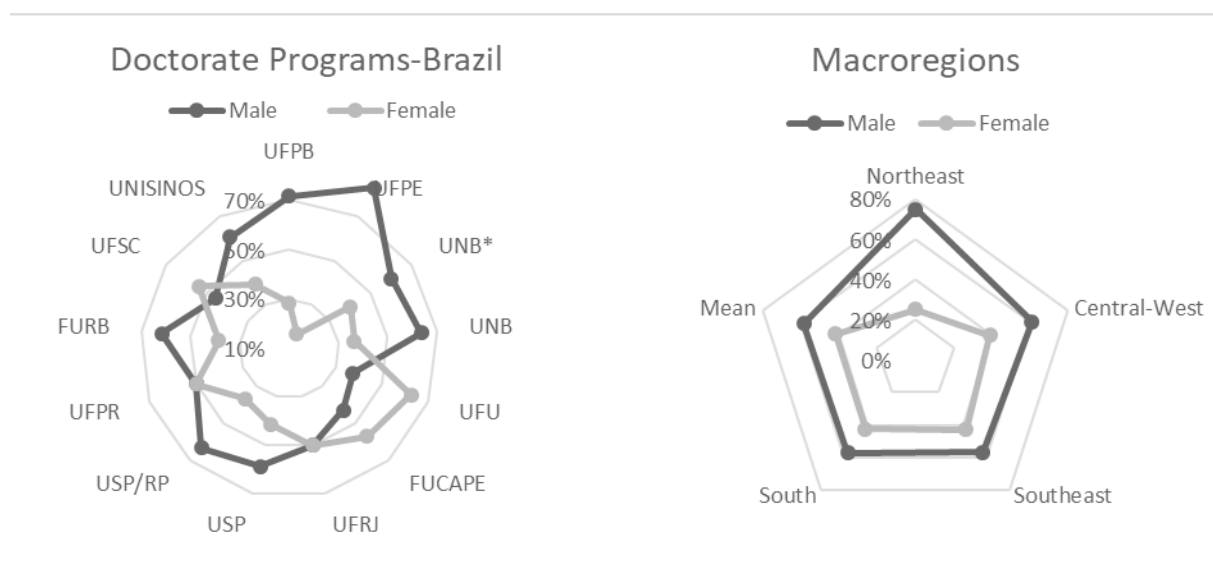 Doctorate Programs-Brazil
Male Female
UFPB
UFPE
UNB*
UNB
UFU
FUCAPE
UFRJ
USP
USP/RP
UFPR
FURB
UFSC
UNISINOS
70%
50%
30%
10%
Macroregions
Male Female
Northeast
Central-West
Southeast
South
Mean
80%
60%
40%
20%
0%